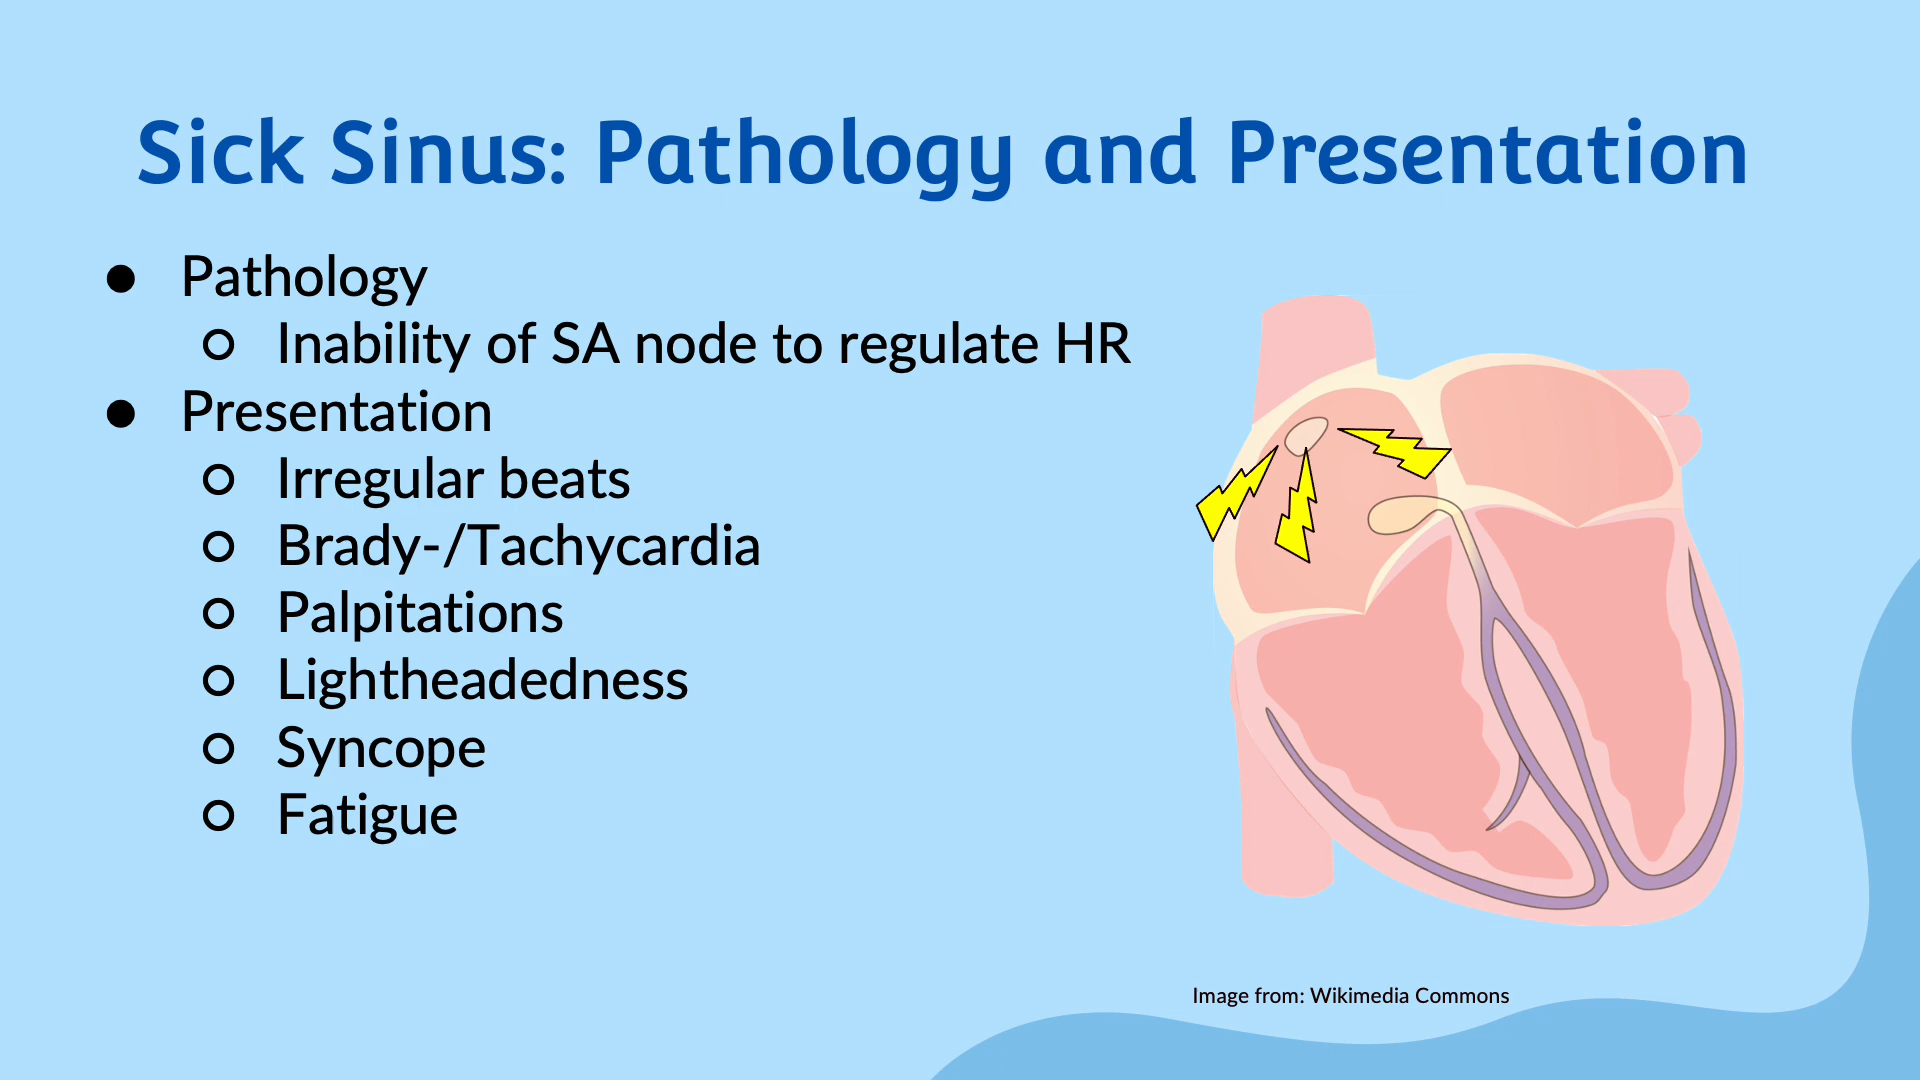 Sick Sinus: Pathology and Presentation
● Pathology
○ Inability of SA node to regulate HR
● Presentation
○ Irregular beats
○ Brady-/Tachycardia
○ Palpitations
○ Lightheadedness
○ Syncope
○ Fatigue
Image from: Wikimedia Commons